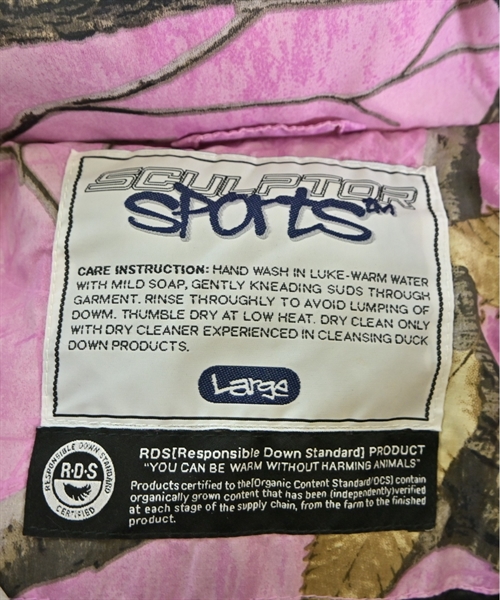 SCULPTOR
sports™
CARE INSTRUCTION: HAND WASH IN LUKE-WARM WATER
WITH MILD SOAP, GENTLY KNEADING SUDS THROUGH
GARMENT. RINSE THROUGHLY TO AVOID LUMPING OF
DOWM. THUMBLE DRY AT LOW HEAT. DRY CLEAN ONLY
WITH DRY CLEANER EXPERIENCED IN CLEANSING DUCK
DOWN PRODUCTS.
Large
RESPONSIBLE DOWN STANDARD
R·D·S
CERTIFIED
RDS[Responsible Down Standard] PRODUCT
"YOU CAN BE WARM WITHOUT HARMING ANIMALS"
Products certified to the[Organic Content Standard/OCS) contain
organically grown content that has been (independently)verified
at each stage of the supply chain, from the farm to the finished
product.